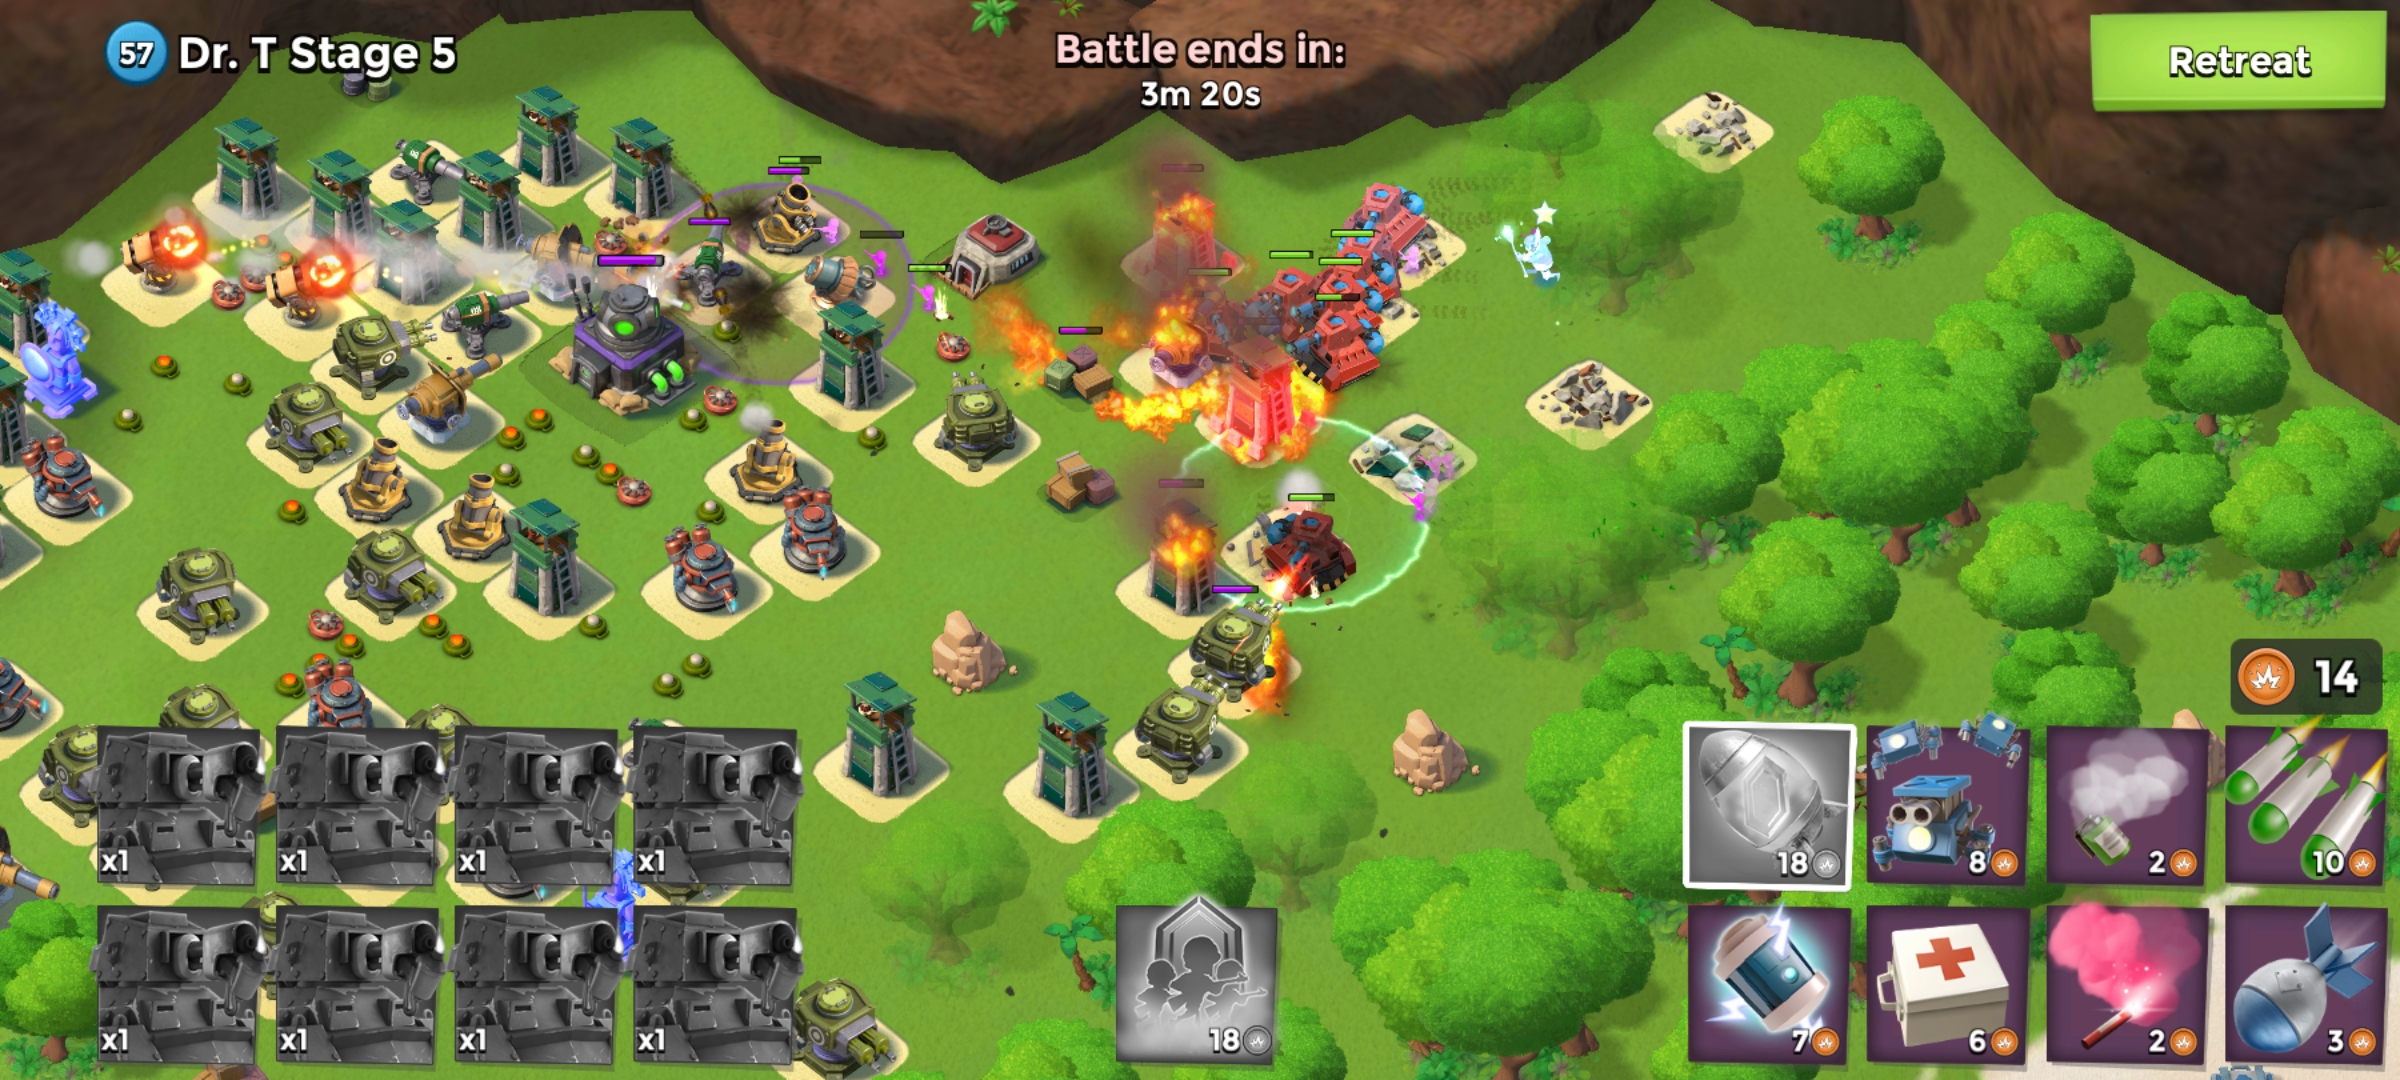 57 Dr. T Stage 5
Battle ends in:
3m 20s
Retreat
14
x1 x1 x1 x1
18 8 2 10
x1 x1 x1 x1
18
7 6 2 3